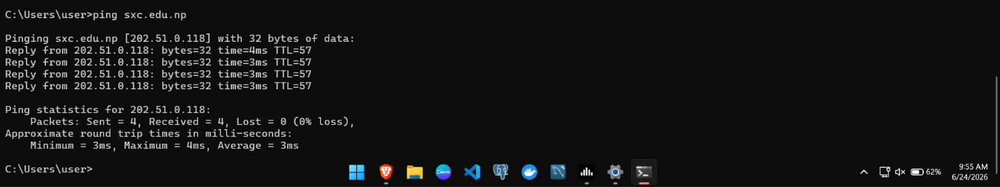 C:\Users\user>ping sxc.edu.np
Pinging sxc.edu.np [202.51.0.118] with 32 bytes of data:
Reply from 202.51.0.118: bytes=32 time=4ms TTL=57
Reply from 202.51.0.118: bytes=32 time=3ms TTL=57
Reply from 202.51.0.118: bytes=32 time=3ms TTL=57
Reply from 202.51.0.118: bytes=32 time=3ms TTL=57
Ping statistics for 202.51.0.118:
    Packets: Sent = 4, Received = 4, Lost = 0 (0% loss),
Approximate round trip times in milli-seconds:
    Minimum = 3ms, Maximum = 4ms, Average = 3ms
C:\Users\user>
Canva
62%
9:55 AM
6/24/2026